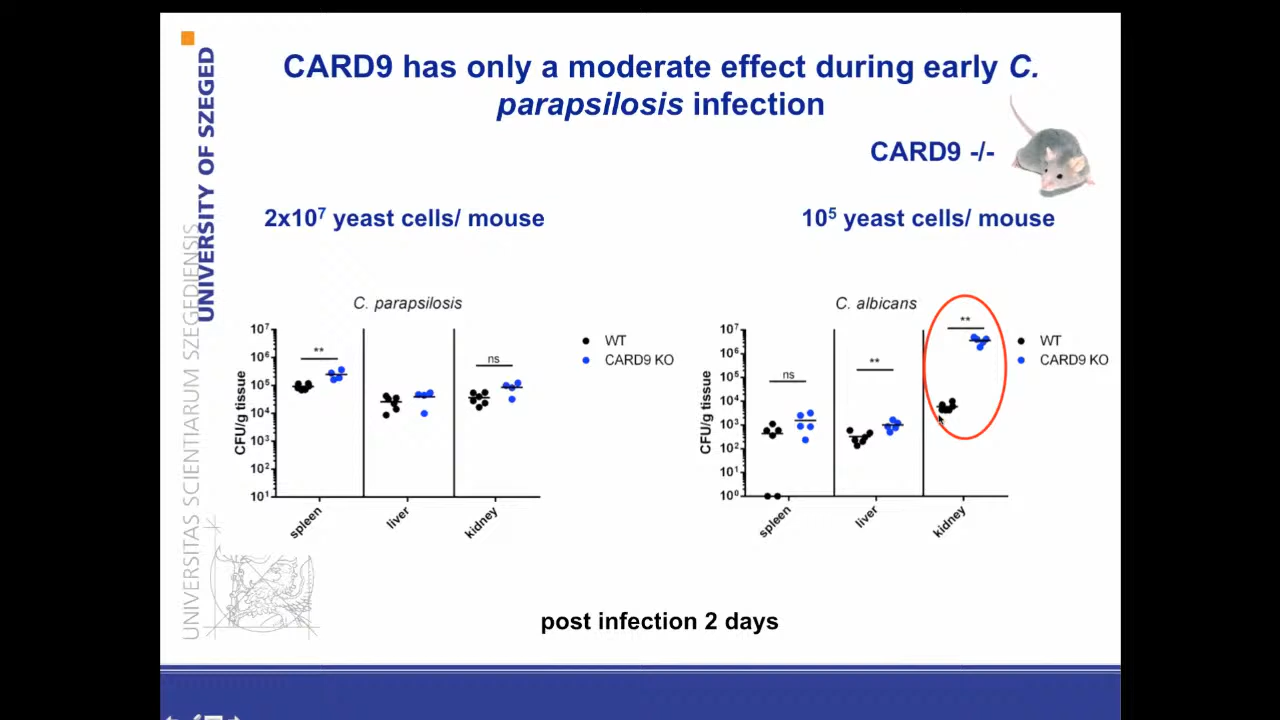 CARD9 has only a moderate effect during early C.
parapsilosis infection
CARD9 -/-
2x10⁷ yeast cells/ mouse
10⁵ yeast cells/ mouse
UNIVERSITY OF SZEGED
UNIVERSITAS SCIENTIARUM SZEGEDIENSIS
C. parapsilosis
CFU/g tissue
10⁷
10⁶
10⁵
10⁴
10³
10²
10¹
**
ns
spleen
liver
kidney
WT
CARD9 KO
C. albicans
CFU/g tissue
10⁷
10⁶
10⁵
10⁴
10³
10²
10¹
10⁰
ns
**
**
spleen
liver
kidney
WT
CARD9 KO
post infection 2 days